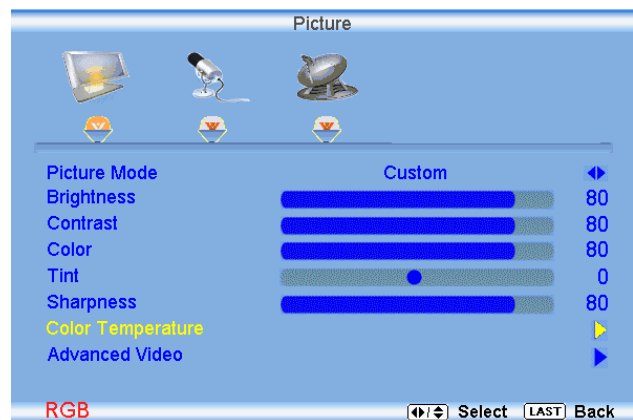 Picture
Picture Mode Custom
Brightness 80
Contrast 80
Color 80
Tint 0
Sharpness 80
Color Temperature
Advanced Video
RGB Select LAST Back